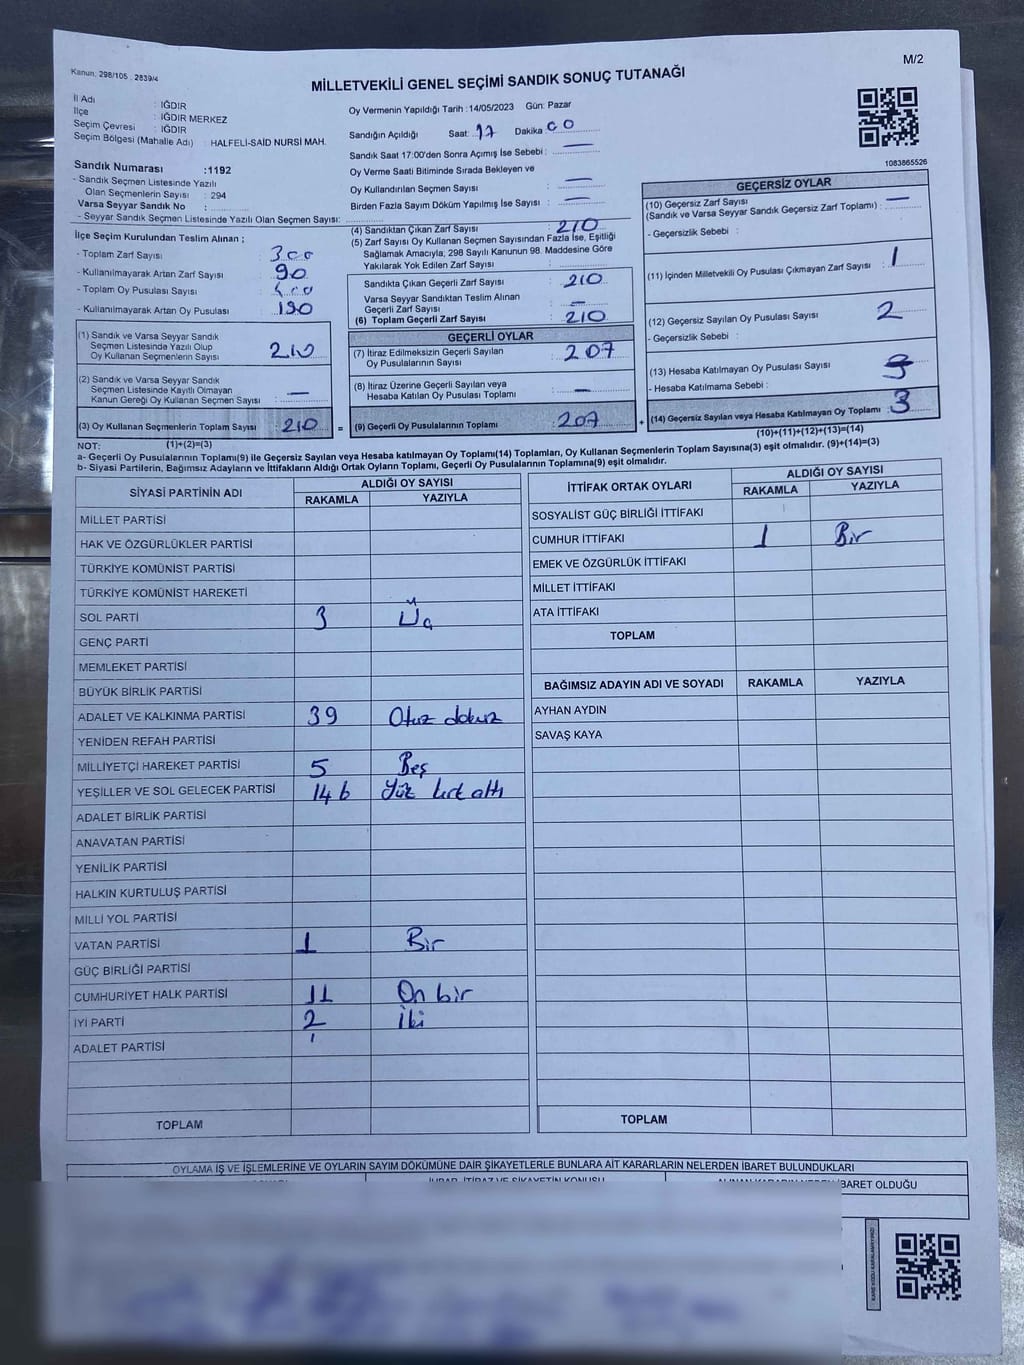 M/2
Kanun: 298/105 , 2839/4
MİLLETVEKİLİ GENEL SEÇİMİ SANDIK SONUÇ TUTANAĞI
İl Adı : IĞDIR
İlçe : IĞDIR MERKEZ
Seçim Çevresi : IĞDIR
Seçim Bölgesi (Mahalle Adı) : HALFELİ-SAİD NURSİ MAH.
Sandık Numarası :1192
- Sandık Seçmen Listesinde Yazılı
Olan Seçmenlerin Sayısı : 294
Varsa Seyyar Sandık No :
- Seyyar Sandık Seçmen Listesinde Yazılı Olan Seçmen Sayısı:
Oy Vermenin Yapıldığı Tarih :14/05/2023 Gün: Pazar
Sandığın Açıldığı Saat: 17 Dakika 00
Sandık Saat 17:00'den Sonra Açımış İse Sebebi : —
Oy Verme Saati Bitiminde Sırada Bekleyen ve
Oy Kullandırılan Seçmen Sayısı : —
Birden Fazla Sayım Döküm Yapılmış İse Sayısı : —
1083865526
İlçe Seçim Kurulundan Teslim Alınan ;
- Toplam Zarf Sayısı : 300
- Kullanılmayarak Artan Zarf Sayısı : 90
- Toplam Oy Pusulası Sayısı : 400
- Kullanılmayarak Artan Oy Pusulası : 190
(1) Sandık ve Varsa Seyyar Sandık
Seçmen Listesinde Yazılı Olup
Oy Kullanan Seçmenlerin Sayısı : 210
(2) Sandık ve Varsa Seyyar Sandık
Seçmen Listesinde Kayıtlı Olmayan
Kanun Gereği Oy Kullanan Seçmen Sayısı : —
(3) Oy Kullanan Seçmenlerin Toplam Sayısı : 210
(1)+(2)=(3)
(4) Sandıktan Çıkan Zarf Sayısı : 210
(5) Zarf Sayısı Oy Kullanan Seçmen Sayısından Fazla İse, Eşitliği
Sağlamak Amacıyla; 298 Sayılı Kanunun 98. Maddesine Göre
Yakılarak Yok Edilen Zarf Sayısı :
Sandıkta Çıkan Geçerli Zarf Sayısı : 210
Varsa Seyyar Sandıktan Teslim Alınan
Geçerli Zarf Sayısı : —
(6) Toplam Geçerli Zarf Sayısı : 210
GEÇERLİ OYLAR
(7) İtiraz Edilmeksizin Geçerli Sayılan
Oy Pusulalarının Sayısı : 207
(8) İtiraz Üzerine Geçerli Sayılan veya
Hesaba Katılan Oy Pusulası Toplamı : —
= (9) Geçerli Oy Pusulalarının Toplamı : 207
GEÇERSİZ OYLAR
(10) Geçersiz Zarf Sayısı
(Sandık ve Varsa Seyyar Sandık Geçersiz Zarf Toplamı) : —
- Geçersizlik Sebebi :
(11) İçinden Milletvekili Oy Pusulası Çıkmayan Zarf Sayısı : 1
(12) Geçersiz Sayılan Oy Pusulası Sayısı : 2
- Geçersizlik Sebebi :
(13) Hesaba Katılmayan Oy Pusulası Sayısı
- Hesaba Katılmama Sebebi :
+ (14) Geçersiz Sayılan veya Hesaba Katılmayan Oy Toplamı : 3
(10)+(11)+(12)+(13)=(14)
NOT:
a- Geçerli Oy Pusulalarının Toplamı(9) ile Geçersiz Sayılan veya Hesaba katılmayan Oy Toplamı(14) Toplamları, Oy Kullanan Seçmenlerin Toplam Sayısına(3) eşit olmalıdır. (9)+(14)=(3)
b- Siyasi Partilerin, Bağımsız Adayların ve İttifakların Aldığı Ortak Oyların Toplamı, Geçerli Oy Pusulalarının Toplamına(9) eşit olmalıdır.
SİYASİ PARTİNİN ADI ALDIĞI OY SAYISI
RAKAMLA YAZIYLA
MİLLET PARTİSİ
HAK VE ÖZGÜRLÜKLER PARTİSİ
TÜRKİYE KOMÜNİST PARTİSİ
TÜRKİYE KOMÜNİST HAREKETİ
SOL PARTİ 3 Üç
GENÇ PARTİ
MEMLEKET PARTİSİ
BÜYÜK BİRLİK PARTİSİ
ADALET VE KALKINMA PARTİSİ 39 Otuz dokuz
YENİDEN REFAH PARTİSİ
MİLLİYETÇİ HAREKET PARTİSİ 5 Beş
YEŞİLLER VE SOL GELECEK PARTİSİ 146 Yüz kırk altı
ADALET BİRLİK PARTİSİ
ANAVATAN PARTİSİ
YENİLİK PARTİSİ
HALKIN KURTULUŞ PARTİSİ
MİLLİ YOL PARTİSİ
VATAN PARTİSİ 1 Bir
GÜÇ BİRLİĞİ PARTİSİ
CUMHURİYET HALK PARTİSİ 11 On bir
İYİ PARTİ 2 İki
ADALET PARTİSİ
TOPLAM
İTTİFAK ORTAK OYLARI ALDIĞI OY SAYISI
RAKAMLA YAZIYLA
SOSYALİST GÜÇ BİRLİĞİ İTTİFAKI
CUMHUR İTTİFAKI 1 Bir
EMEK VE ÖZGÜRLÜK İTTİFAKI
MİLLET İTTİFAKI
ATA İTTİFAKI
TOPLAM
BAĞIMSIZ ADAYIN ADI VE SOYADI RAKAMLA YAZIYLA
AYHAN AYDIN
SAVAŞ KAYA
TOPLAM
OYLAMA İŞ VE İŞLEMLERİNE VE OYLARIN SAYIM DÖKÜMÜNE DAİR ŞİKAYETLERLE BUNLARA AİT KARARLARIN NELERDEN İBARET BULUNDUKLARI
İHBAR, İTİRAZ VE ŞİKAYETİN KONUSU
ALINAN KARARIN NEDEN İBARET OLDUĞU
KARE KODU KARALAMAYINIZ!